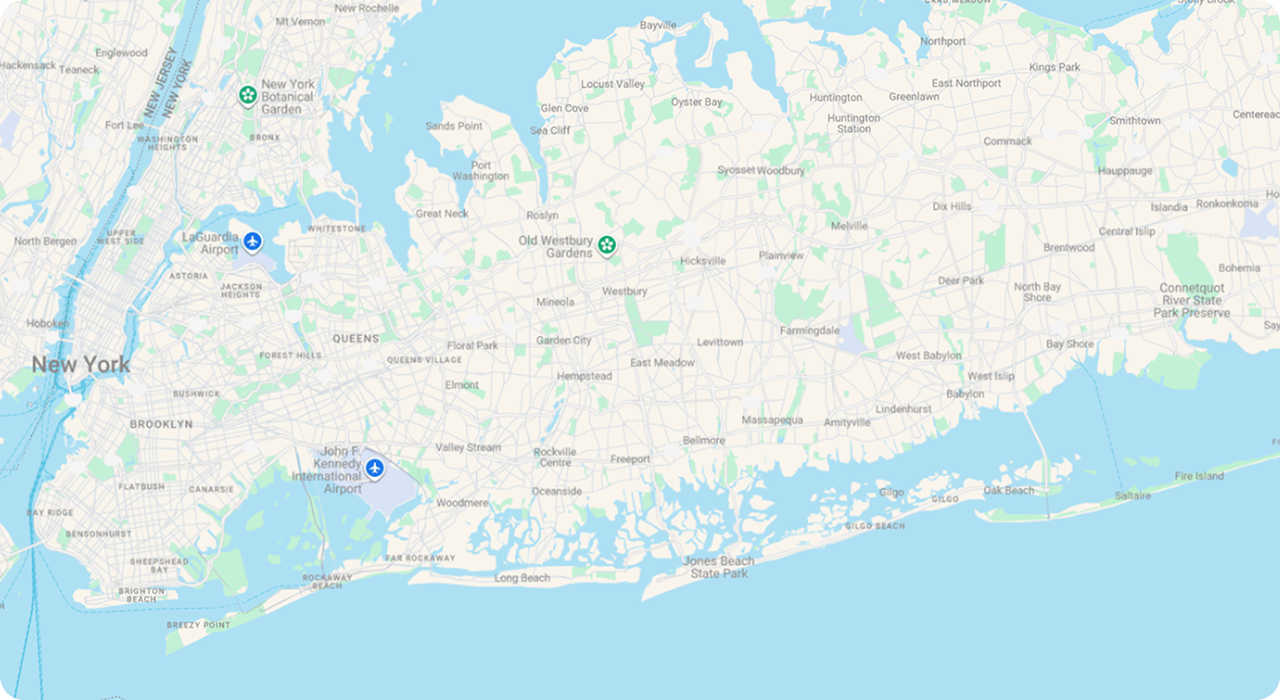 New Rochelle
Mt Vernon
Bayville
Northport
Englewood
Hackensack
Teaneck
NEW JERSEY
NEW YORK
Kings Park
Locust Valley
East Northport
New York
Botanical
Garden
Oyster Bay
Huntington
Greenlawn
Glen Cove
Fort Lee
Sands Point
Sea Cliff
Huntington
Station
Smithtown
WASHINGTON
HEIGHTS
BRONX
Commack
Port
Washington
Syosset
Woodbury
Hauppauge
Great Neck
Roslyn
Dix Hills
Islandia
Ronkonkoma
WHITESTONE
Melville
UPPER
WEST SIDE
LaGuardia
Airport
North Bergen
Old Westbury
Gardens
Central Islip
Brentwood
Hicksville
Plainview
Bohemia
ASTORIA
JACKSON
HEIGHTS
Westbury
Deer Park
North Bay
Shore
Connetquot
River State
Park Preserve
Mineola
Hoboken
QUEENS
Floral Park
Garden City
Levittown
Farmingdale
Bay Shore
New York
FOREST HILLS
QUEENS VILLAGE
East Meadow
West Babylon
Elmont
Hempstead
West Islip
BUSHWICK
Babylon
Lindenhurst
BROOKLYN
Massapequa
Amityville
Valley Stream
Bellmore
John F.
Kennedy
International
Airport
Rockville
Centre
Freeport
FLATBUSH
CANARSIE
Woodmere
Oceanside
Gilgo
GILGO
Oak Beach
Saltaire
Fire Island
BAY RIDGE
GILGO BEACH
BENSONHURST
SHEEPSHEAD
BAY
FAR ROCKAWAY
Jones Beach
State Park
ROCKAWAY
BEACH
Long Beach
BRIGHTON
BEACH
BREEZY POINT